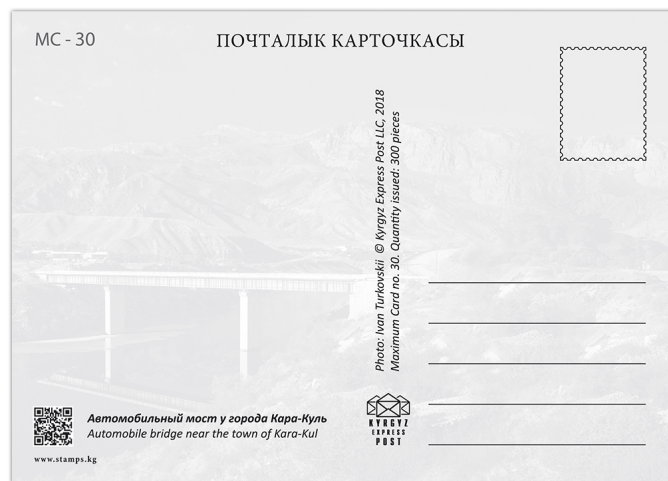 МС - 30
ПОЧТАЛЫК КАРТОЧКАСЫ
Photo: Ivan Turkovskii © Kyrgyz Express Post LLC, 2018
Maximum Card no. 30. Quantity issued: 300 pieces
Автомобильный мост у города Кара-Куль
Automobile bridge near the town of Kara-Kul
www.stamps.kg
KYRGYZ
EXPRESS
POST